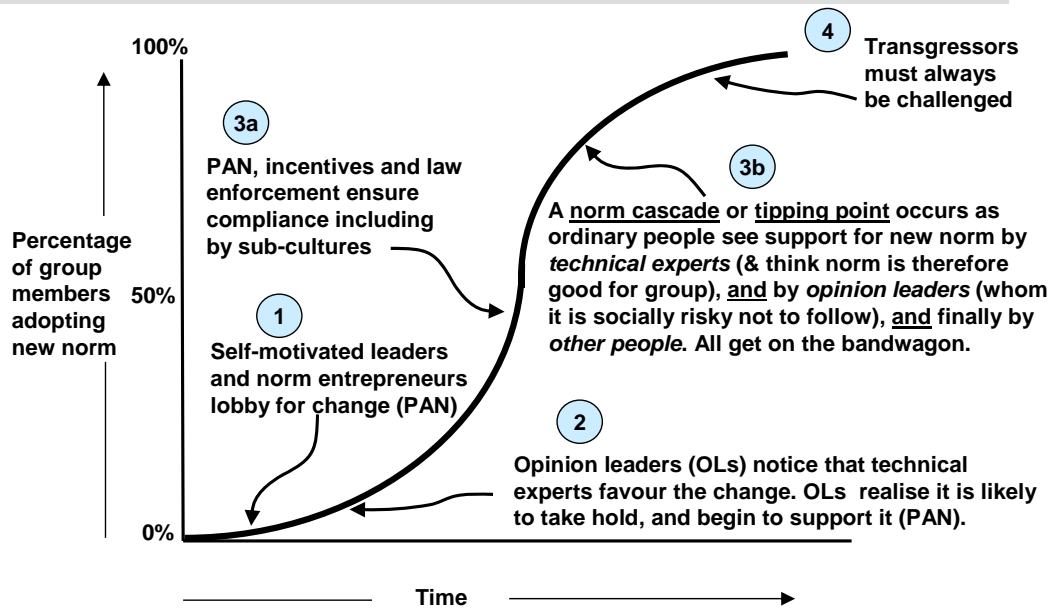 100%
4
Transgressors
must always
be challenged
3a
PAN, incentives and law
enforcement ensure
compliance including
by sub-cultures
3b
A norm cascade or tipping point occurs as
ordinary people see support for new norm by
technical experts (& think norm is therefore
good for group), and by opinion leaders (whom
it is socially risky not to follow), and finally by
other people. All get on the bandwagon.
Percentage
of group
members
adopting
new norm
50%
1
Self-motivated leaders
and norm entrepreneurs
lobby for change (PAN)
2
Opinion leaders (OLs) notice that technical
experts favour the change. OLs realise it is likely
to take hold, and begin to support it (PAN).
0%
Time